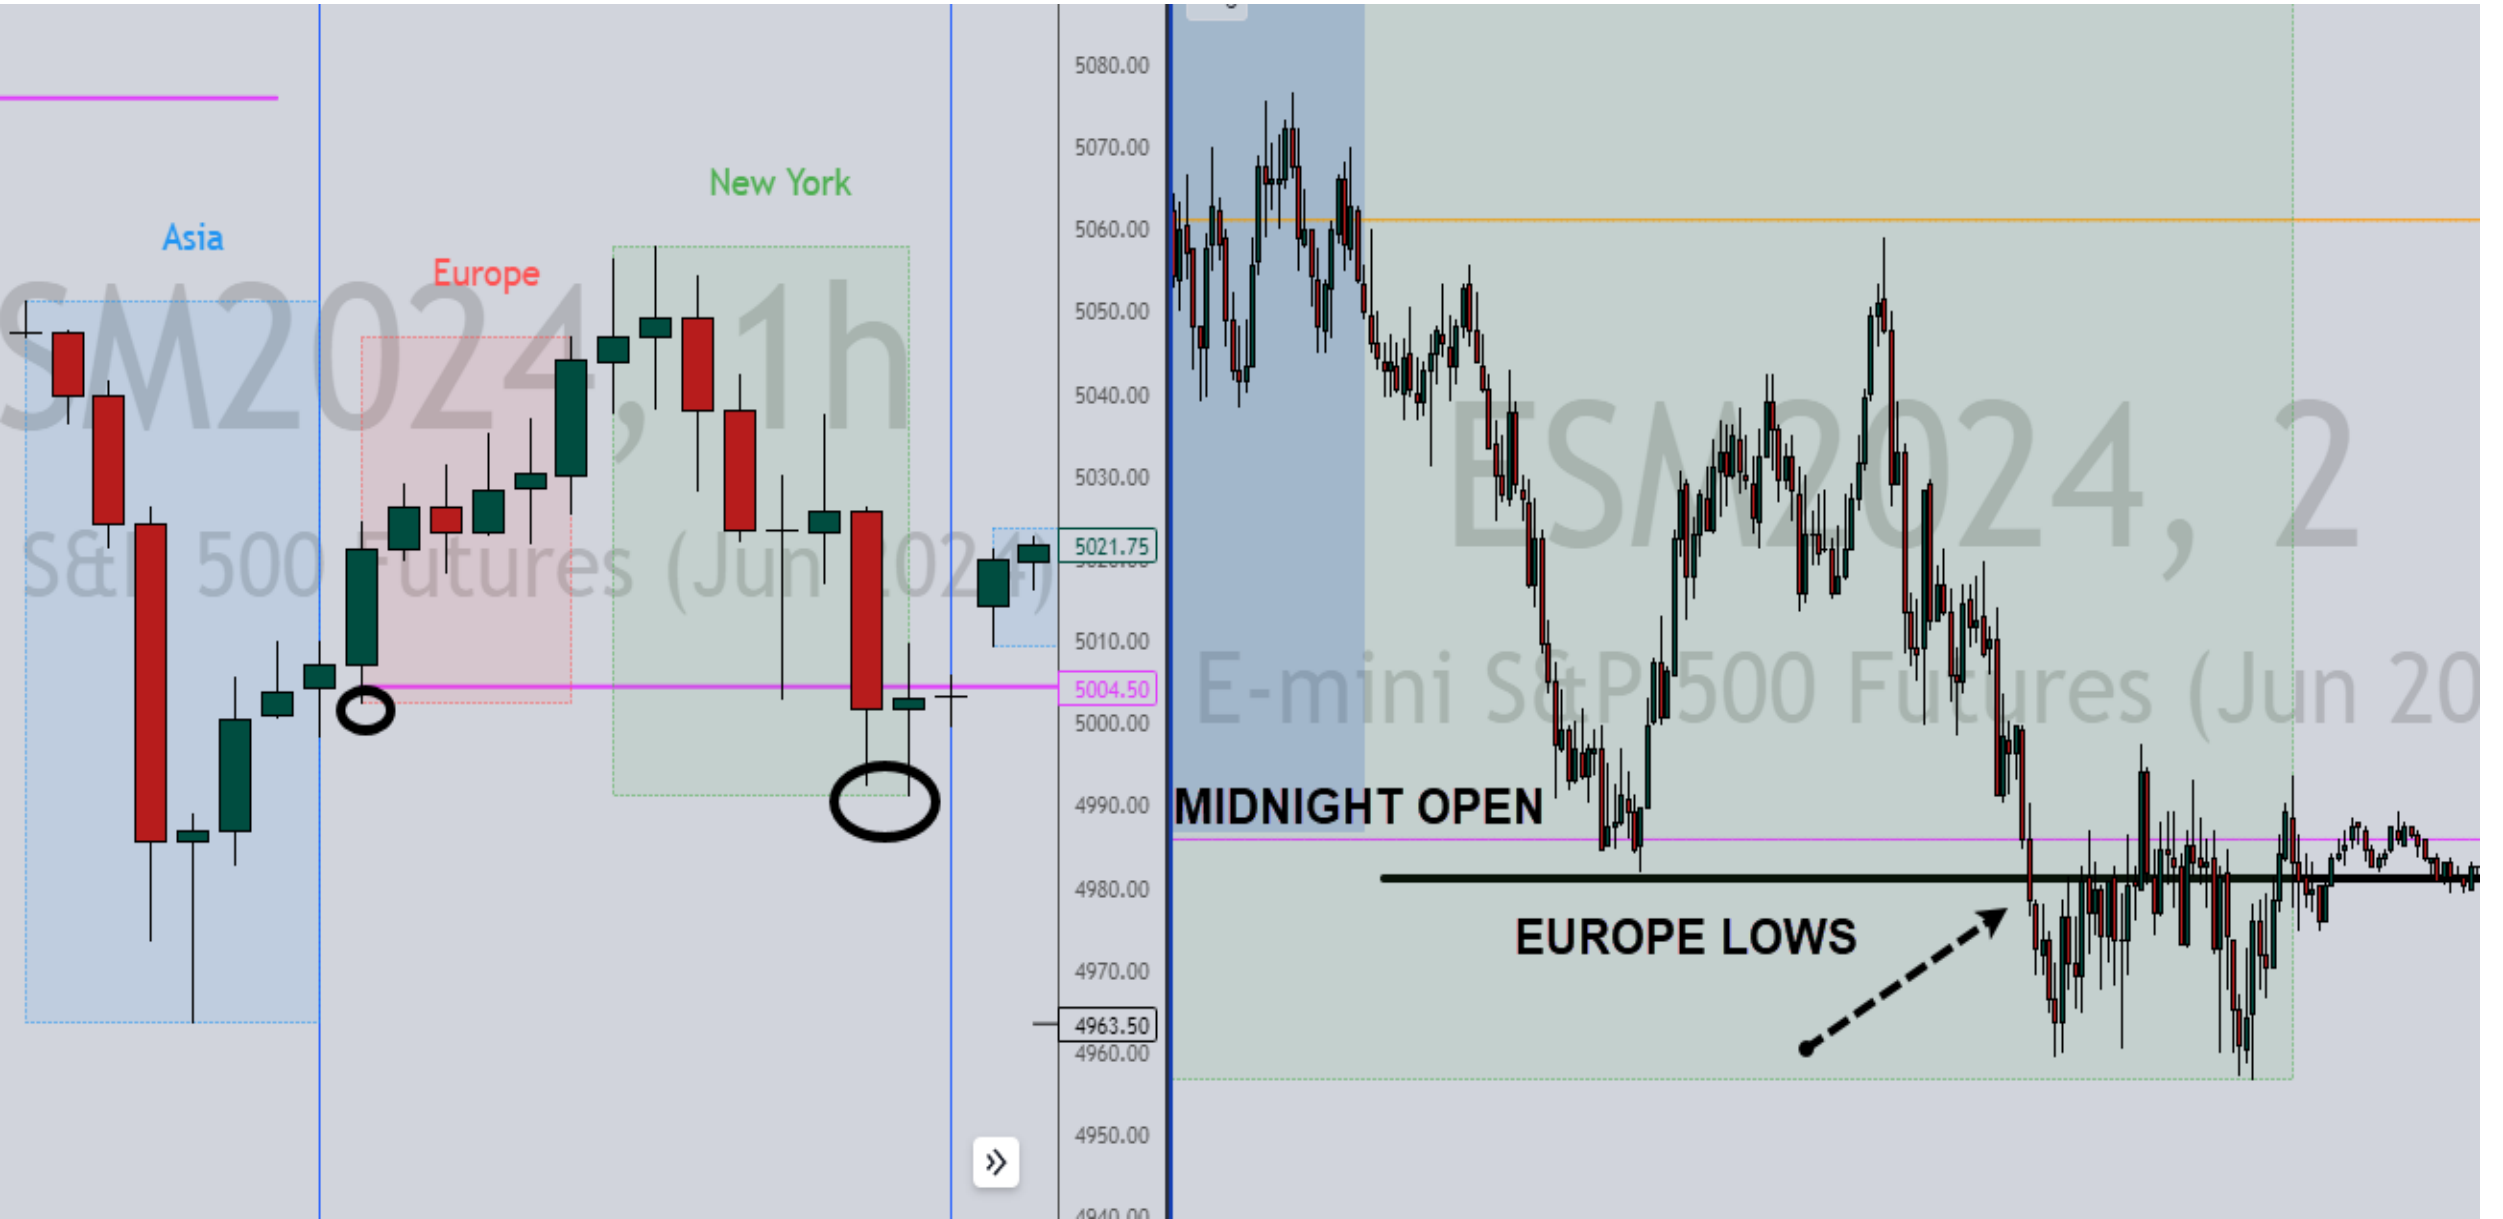 5080.00
5070.00
New York
Asia
5060.00
Europe
SM2024, 1h
5050.00
5040.00
ESM2024, 2
5030.00
S&P 500 Futures (Jun 2024)
5021.75
5010.00
E-mini S&P 500 Futures (Jun 20
5004.50
5000.00
4990.00
MIDNIGHT OPEN
4980.00
EUROPE LOWS
4970.00
4963.50
4960.00
4950.00
4940.00